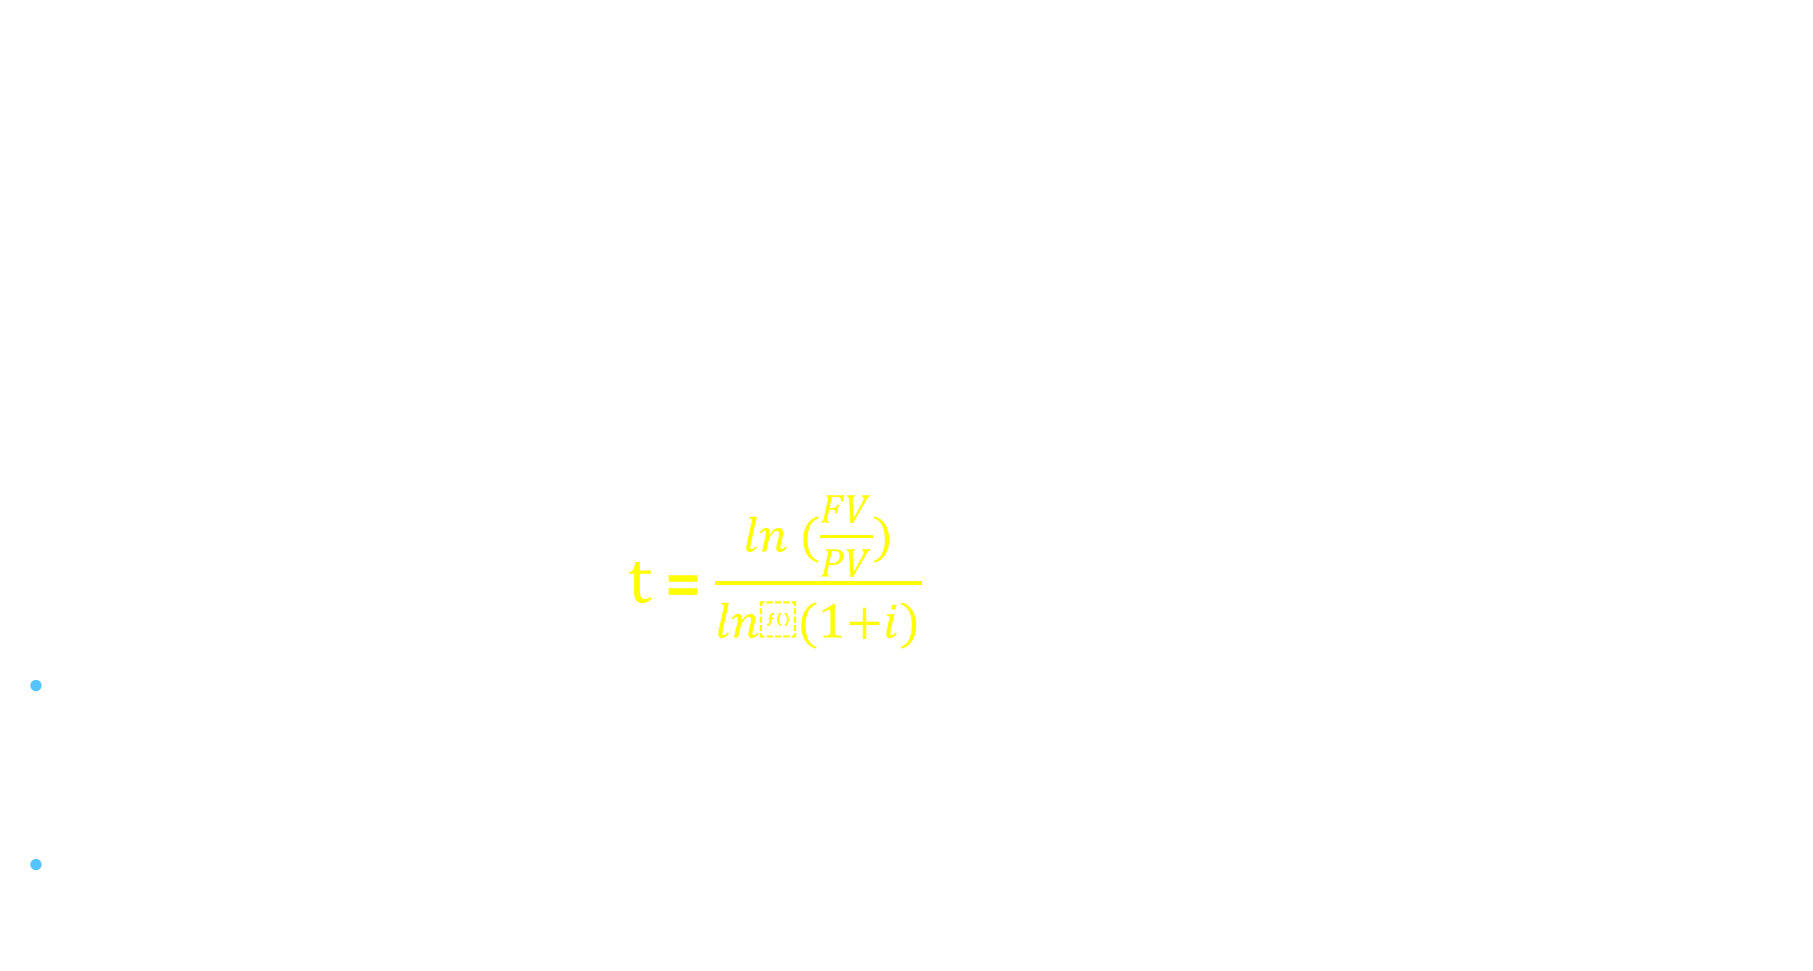 t = ln (FV/PV) / ln(1+i)
•
•